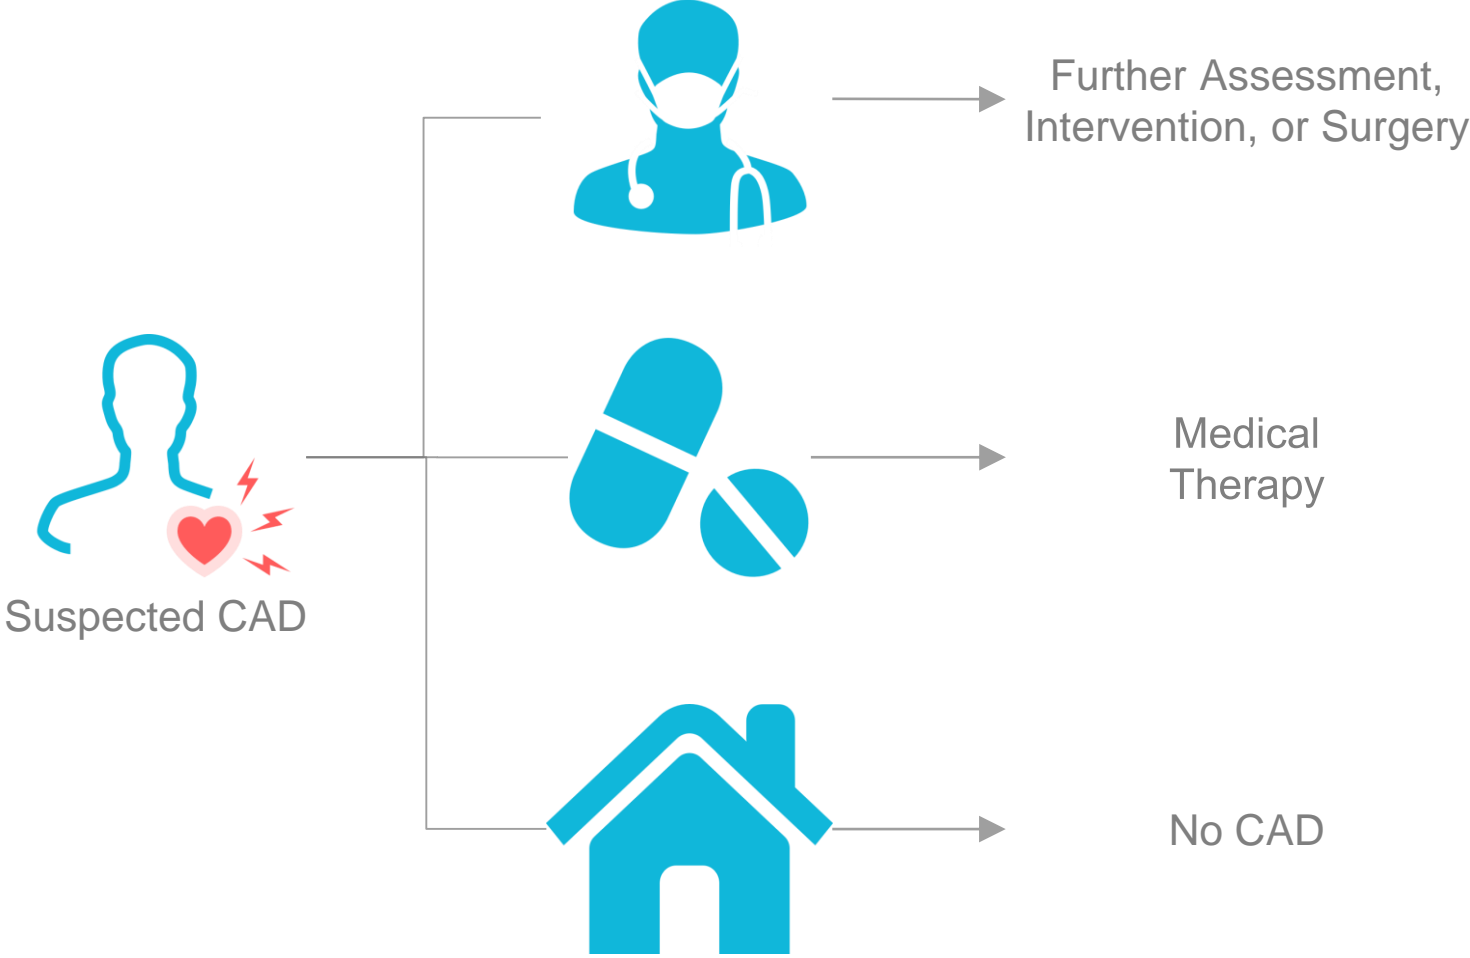 Further Assessment,
Intervention, or Surgery
Medical
Therapy
Suspected CAD
No CAD